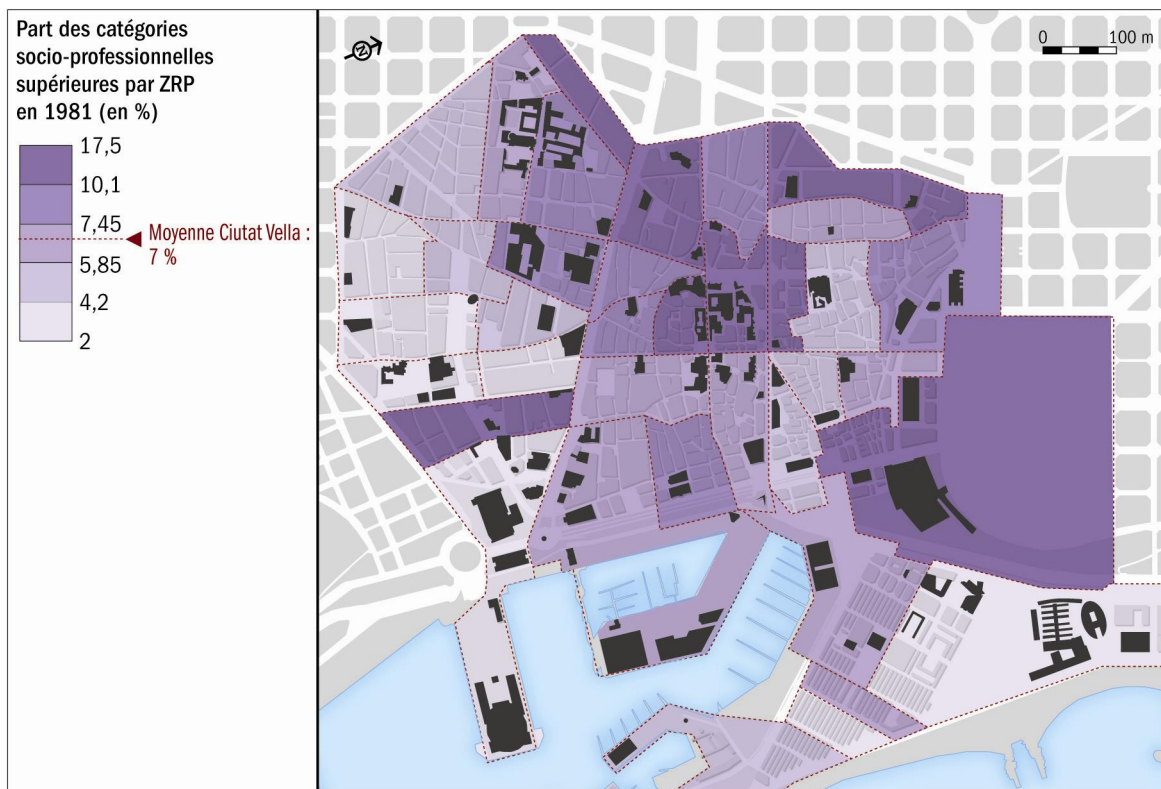 Part des catégories
socio-professionnelles
supérieures par ZRP
en 1981 (en %)
17,5
10,1
7,45
Moyenne Ciutat Vella :
7 %
5,85
4,2
2
N
0 100 m